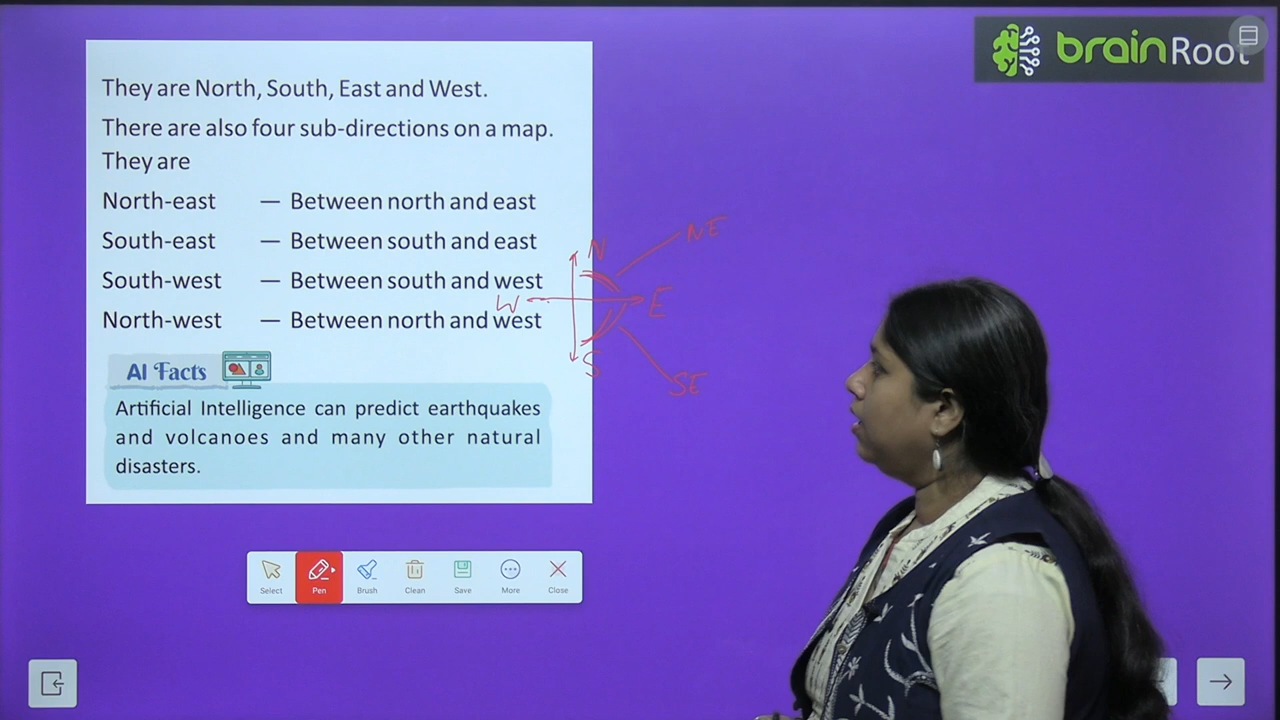 brainRoot
They are North, South, East and West.
There are also four sub-directions on a map.
They are
North-east — Between north and east
South-east — Between south and east
South-west — Between south and west
North-west — Between north and west
AI Facts
Artificial Intelligence can predict earthquakes
and volcanoes and many other natural
disasters.
N
NE
W
E
S
SE
Select
Pen
Brush
Clean
Save
More
Close